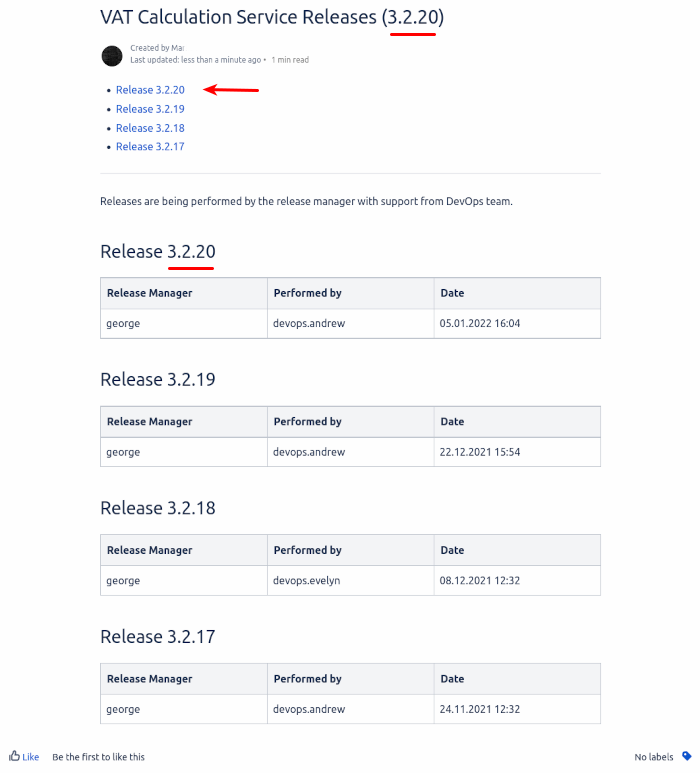 VAT Calculation Service Releases (3.2.20)
Created by Mai
Last updated: less than a minute ago • 1 min read
• Release 3.2.20
• Release 3.2.19
• Release 3.2.18
• Release 3.2.17
Releases are being performed by the release manager with support from DevOps team.
Release 3.2.20
Release Manager Performed by Date
george devops.andrew 05.01.2022 16:04
Release 3.2.19
Release Manager Performed by Date
george devops.andrew 22.12.2021 15:54
Release 3.2.18
Release Manager Performed by Date
george devops.evelyn 08.12.2021 12:32
Release 3.2.17
Release Manager Performed by Date
george devops.andrew 24.11.2021 12:32
Like Be the first to like this No labels